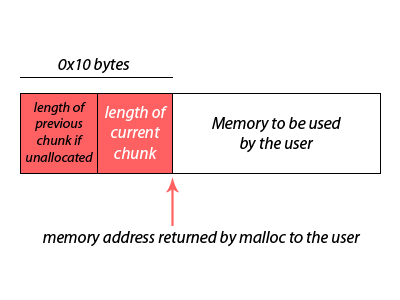 0x10 bytes
length of
previous
chunk if
unallocated
length of
current
chunk
Memory to be used
by the user
memory address returned by malloc to the user